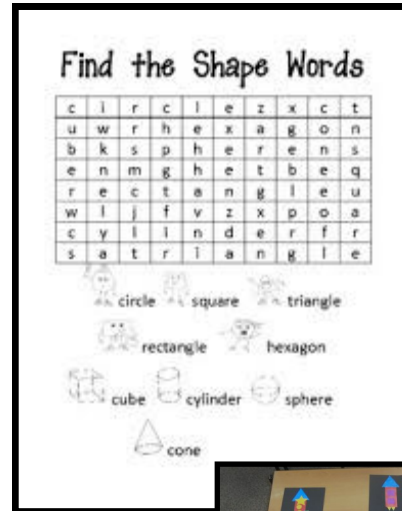 Find the Shape Words
c i r c l e z x c t
u w r h e x a g o n
b k s p h e r e n s
e n m g h e t b e q
r e c t a n g l e u
w l j f v z x p o a
c y l i n d e r f r
s a t r i a n g l e
circle square triangle
rectangle hexagon
cube cylinder sphere
cone